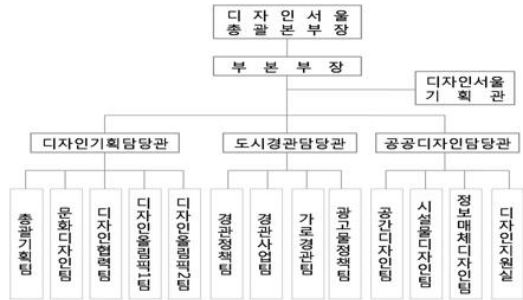 디자인서울
총괄본부장
부본부장
디자인서울
기획관
디자인기획담당관
도시경관담당관
공공디자인담당관
총괄기획팀
문화디자인팀
디자인협력팀
디자인올림픽1팀
디자인올림픽2팀
경관정책팀
경관사업팀
가로경관팀
광고물정책팀
공간디자인팀
시설물디자인팀
정보매체디자인팀
디자인지원실